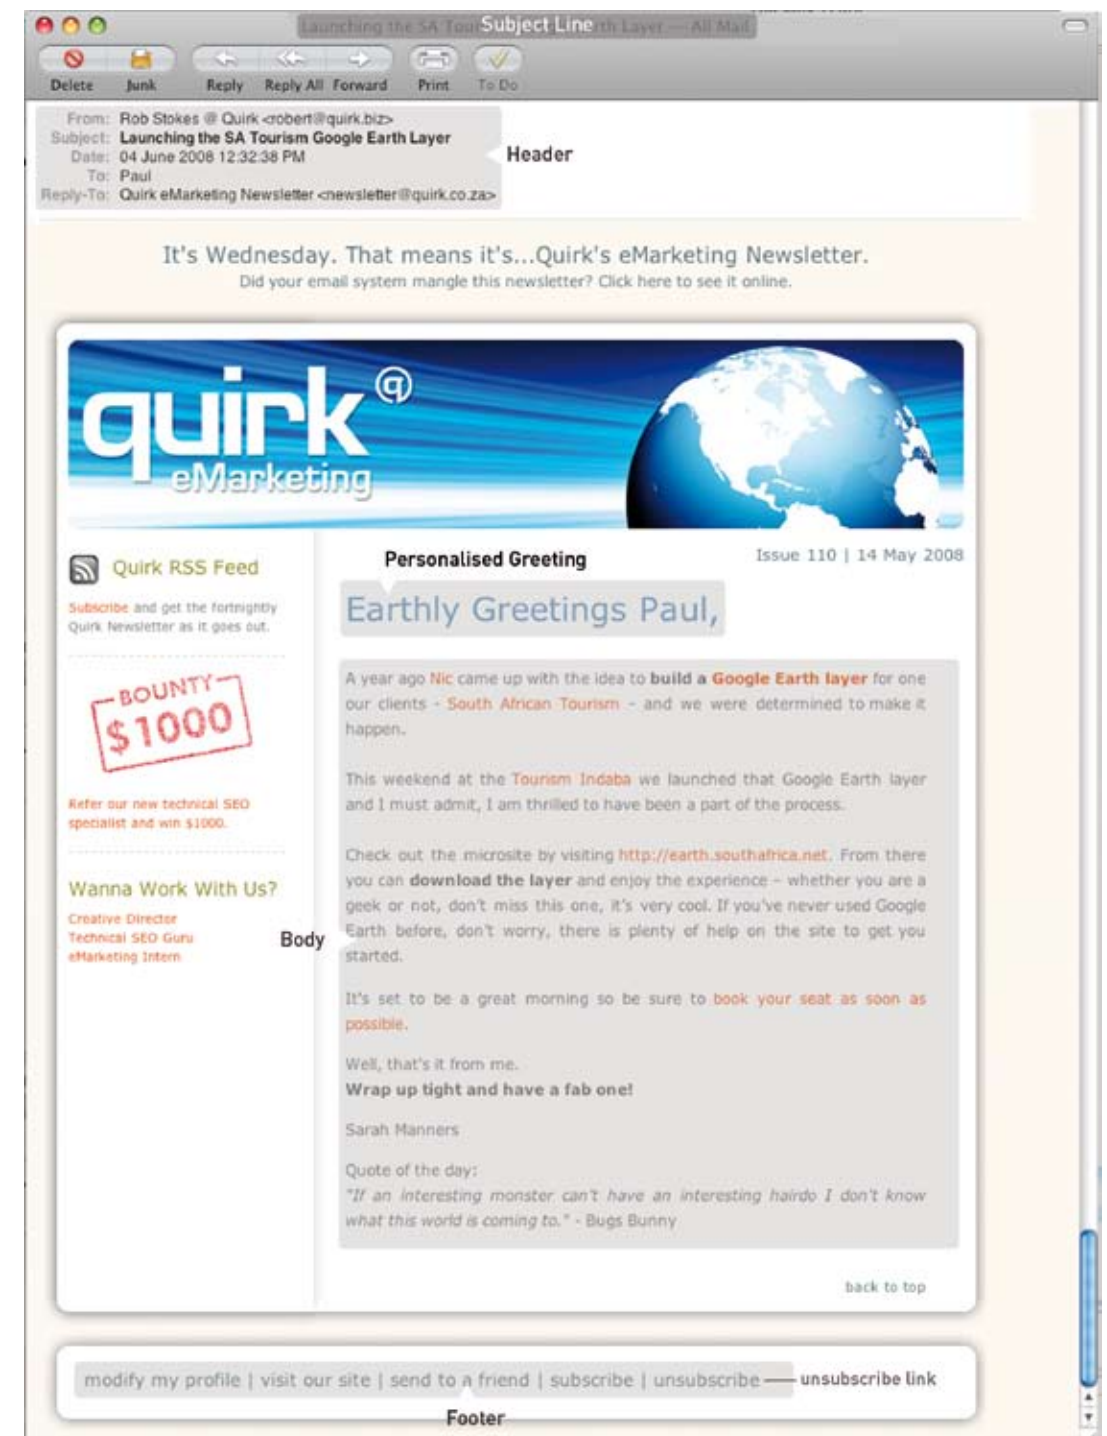 Launching the SA Tour Subject Line rth Layer — All Mail
Delete Junk Reply Reply All Forward Print To Do
From: Rob Stokes @ Quirk <robert@quirk.biz>
Subject: Launching the SA Tourism Google Earth Layer
Date: 04 June 2008 12:32:38 PM
Header
To: Paul
Reply-To: Quirk eMarketing Newsletter <newsletter@quirk.co.za>
It's Wednesday. That means it's...Quirk's eMarketing Newsletter.
Did your email system mangle this newsletter? Click here to see it online.
quirk @
eMarketing
Quirk RSS Feed
Subscribe and get the fortnightly
Quirk Newsletter as it goes out.
BOUNTY
$1000
Refer our new technical SEO
specialist and win $1000.
Wanna Work With Us?
Creative Director
Technical SEO Guru
eMarketing Intern
Personalised Greeting
Issue 110 | 14 May 2008
Earthly Greetings Paul,
A year ago Nic came up with the idea to build a Google Earth layer for one
our clients - South African Tourism - and we were determined to make it
happen.
This weekend at the Tourism Indaba we launched that Google Earth layer
and I must admit, I am thrilled to have been a part of the process.
Check out the microsite by visiting http://earth.southafrica.net. From there
you can download the layer and enjoy the experience – whether you are a
geek or not, don't miss this one, it's very cool. If you've never used Google
Body
Earth before, don't worry, there is plenty of help on the site to get you
started.
It's set to be a great morning so be sure to book your seat as soon as
possible.
Well, that's it from me.
Wrap up tight and have a fab one!
Sarah Manners
Quote of the day:
"If an interesting monster can't have an interesting hairdo I don't know
what this world is coming to." - Bugs Bunny
back to top
modify my profile | visit our site | send to a friend | subscribe | unsubscribe
unsubscribe link
Footer